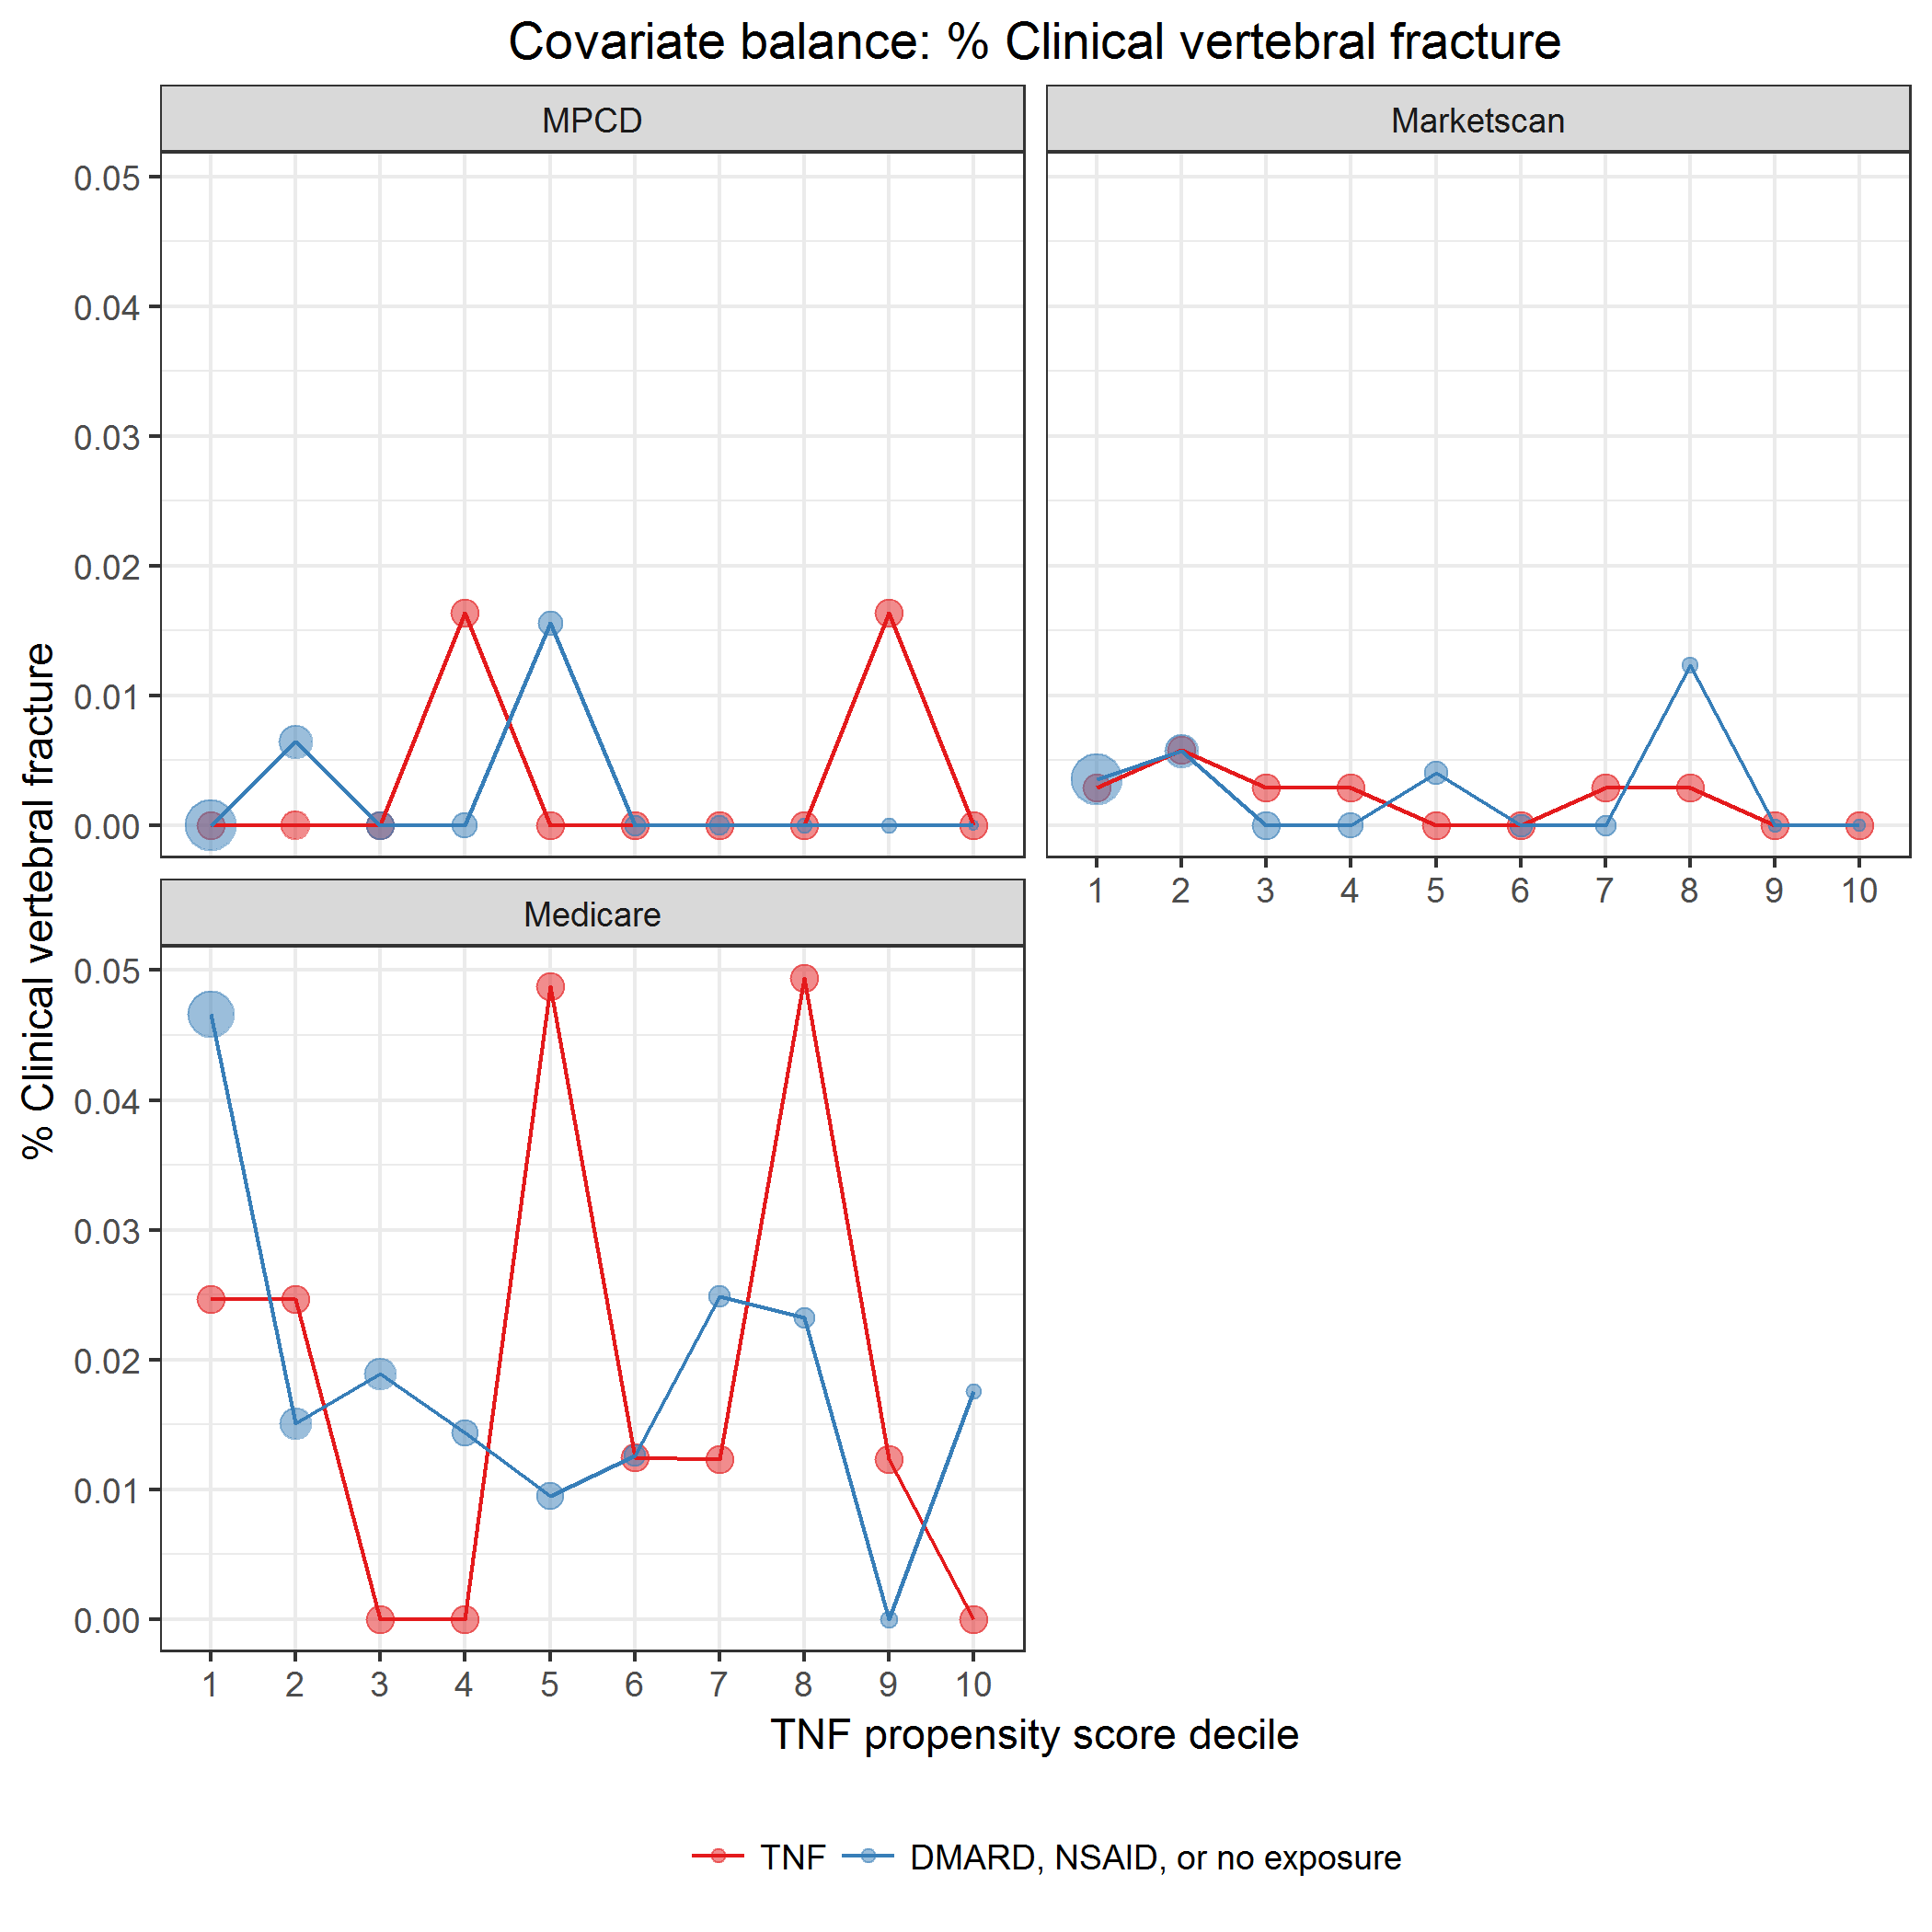 Covariate balance: % Clinical vertebral fracture
MPCD
Marketscan
0.05
0.04
0.03
0.02
0.01
0.00
1 2 3 4 5 6 7 8 9 10
% Clinical vertebral fracture
Medicare
0.05
0.04
0.03
0.02
0.01
0.00
1 2 3 4 5 6 7 8 9 10
TNF propensity score decile
TNF
DMARD, NSAID, or no exposure